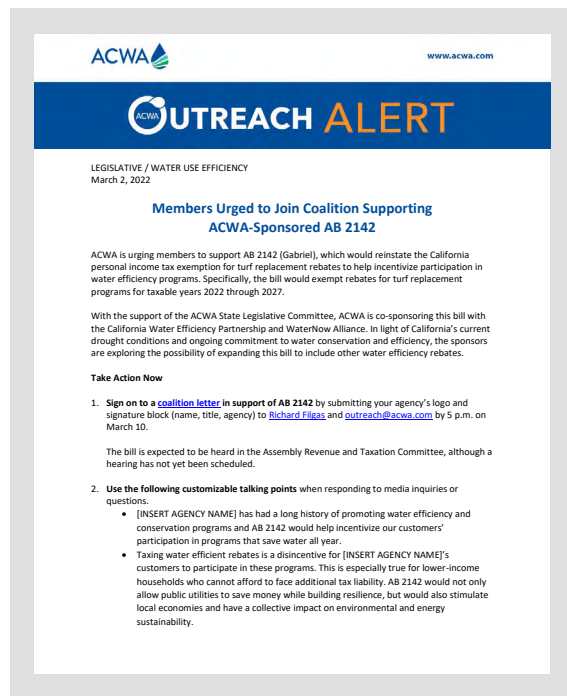 ACWA
www.acwa.com
ACWA OUTREACH ALERT
LEGISLATIVE / WATER USE EFFICIENCY
March 2, 2022
Members Urged to Join Coalition Supporting
ACWA-Sponsored AB 2142
ACWA is urging members to support AB 2142 (Gabriel), which would reinstate the California
personal income tax exemption for turf replacement rebates to help incentivize participation in
water efficiency programs. Specifically, the bill would exempt rebates for turf replacement
programs for taxable years 2022 through 2027.
With the support of the ACWA State Legislative Committee, ACWA is co-sponsoring this bill with
the California Water Efficiency Partnership and WaterNow Alliance. In light of California's current
drought conditions and ongoing commitment to water conservation and efficiency, the sponsors
are exploring the possibility of expanding this bill to include other water efficiency rebates.
Take Action Now
1. Sign on to a coalition letter in support of AB 2142 by submitting your agency's logo and
signature block (name, title, agency) to Richard Filgas and outreach@acwa.com by 5 p.m. on
March 10.
The bill is expected to be heard in the Assembly Revenue and Taxation Committee, although a
hearing has not yet been scheduled.
2. Use the following customizable talking points when responding to media inquiries or
questions.
• [INSERT AGENCY NAME] has had a long history of promoting water efficiency and
conservation programs and AB 2142 would help incentivize our customers'
participation in programs that save water all year.
• Taxing water efficient rebates is a disincentive for [INSERT AGENCY NAME]'s
customers to participate in these programs. This is especially true for lower-income
households who cannot afford to face additional tax liability. AB 2142 would not only
allow public utilities to save money while building resilience, but would also stimulate
local economies and have a collective impact on environmental and energy
sustainability.